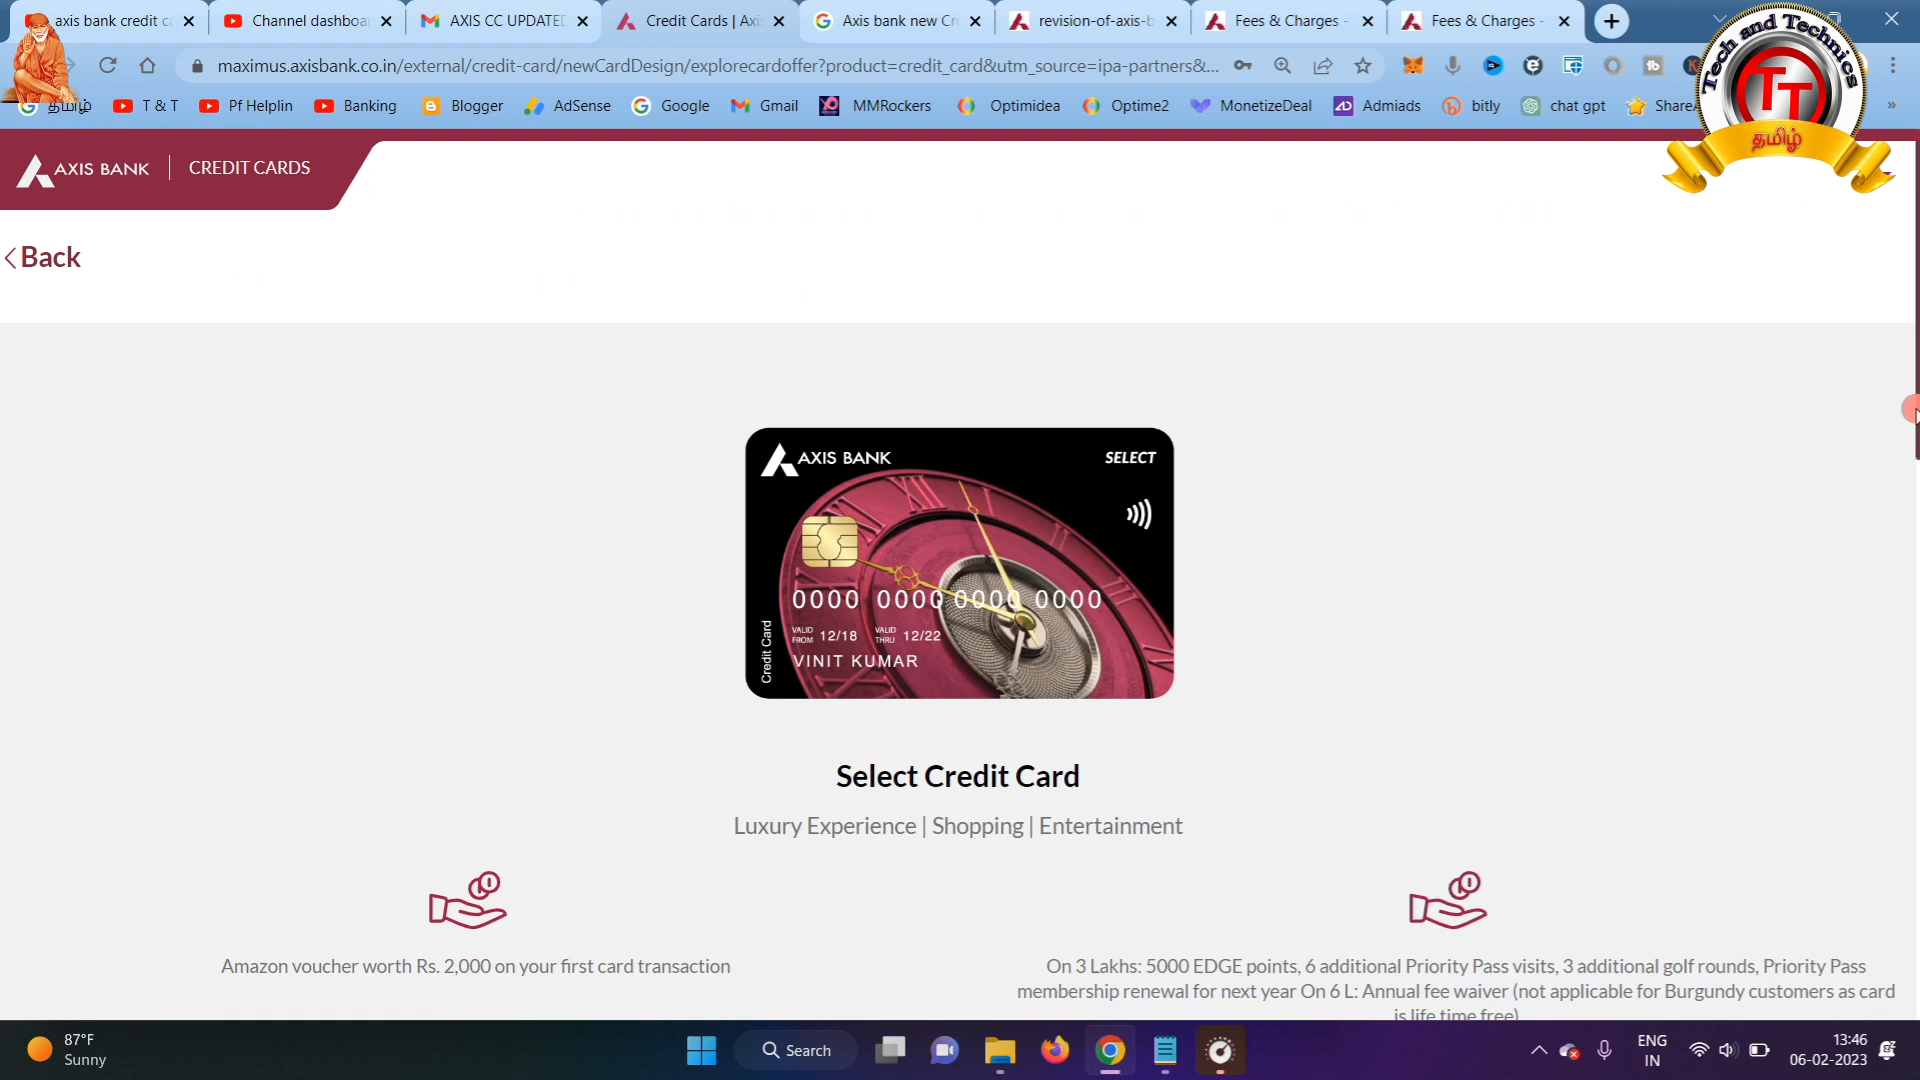 axis bank credit ca
Channel dashboa
AXIS CC UPDATED
Credit Cards | Axi
Axis bank new Cr
revision-of-axis-b
Fees & Charges -
Fees & Charges -
maximus.axisbank.co.in/external/credit-card/newCardDesign/explorecardoffer?product=credit_card&utm_source=ipa-partners&...
தமிழ்
T & T
Pf Helplin
Banking
Blogger
AdSense
Google
Gmail
MMRockers
Optimidea
Optime2
MonetizeDeal
Admiads
bitly
chat gpt
ShareA
Tech and Technics
TT
தமிழ்
AXIS BANK
CREDIT CARDS
Back
AXIS BANK
SELECT
0000 0000 0000 0000
VALID FROM 12/18 VALID THRU 12/22
VINIT KUMAR
Credit Card
Select Credit Card
Luxury Experience | Shopping | Entertainment
Amazon voucher worth Rs. 2,000 on your first card transaction
On 3 Lakhs: 5000 EDGE points, 6 additional Priority Pass visits, 3 additional golf rounds, Priority Pass
membership renewal for next year On 6 L: Annual fee waiver (not applicable for Burgundy customers as card
is life time free)
87°F
Sunny
Search
ENG
IN
13:46
06-02-2023